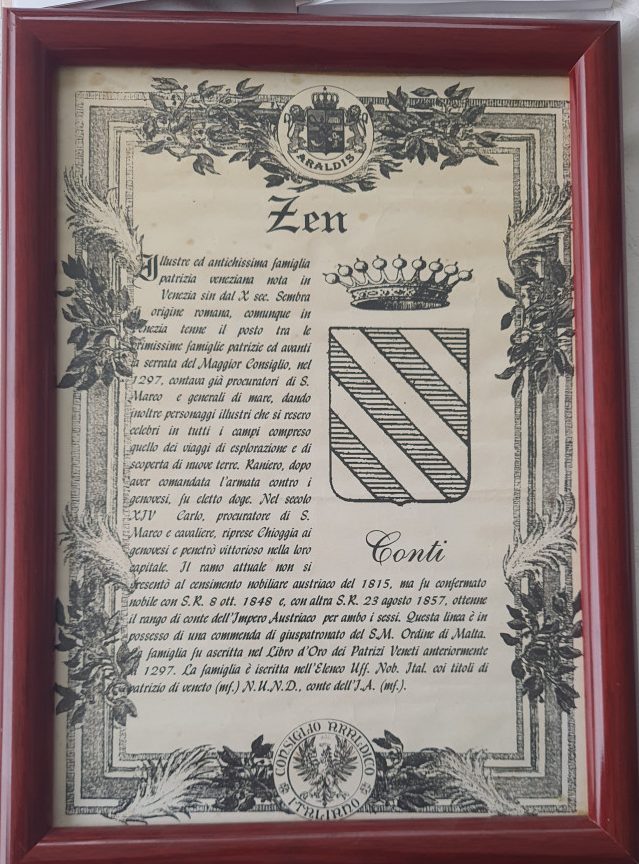 ARALDIS
Zen
Illustre ed antichissima famiglia
patrizia veneziana nota in
Venezia sin dal X sec. Sembra
origine romana, comunque in
Venezia tenne il posto tra le
primissime famiglie patrizie ed avanti
la serrata del Maggior Consiglio, nel
1297, contava già procuratori di S.
Marco e generali di mare, dando
inoltre personaggi illustri che si resero
celebri in tutti i campi compreso
quello dei viaggi di esplorazione e di
scoperta di nuove terre. Raniero, dopo
aver comandata l'armata contro i
genovesi, fu eletto doge. Nel secolo
XIV Carlo, procuratore di S.
Marco e cavaliere, riprese Chioggia ai
genovesi e penetrò vittorioso nella loro
capitale. Il ramo attuale non si
presentò al censimento nobiliare austriaco del 1815, ma fu confermato
nobile con S.R. 8 ott. 1848 e, con altra S.R. 23 agosto 1857, ottenne
il rango di conte dell'Impero Austriaco per ambo i sessi. Questa linea è in
possesso di una commenda di giuspatronato del S.M. Ordine di Malta.
La famiglia fu ascritta nel Libro d'Oro dei Patrizi Veneti anteriormente
al 1297. La famiglia è iscritta nell'Elenco Uff. Nob. Ital. coi titoli di
patrizio di veneto (mf.) N.U.N.D., conte dell'I.A. (mf.).
Conti
CONSIGLIO ARALDICO
ITALIANO